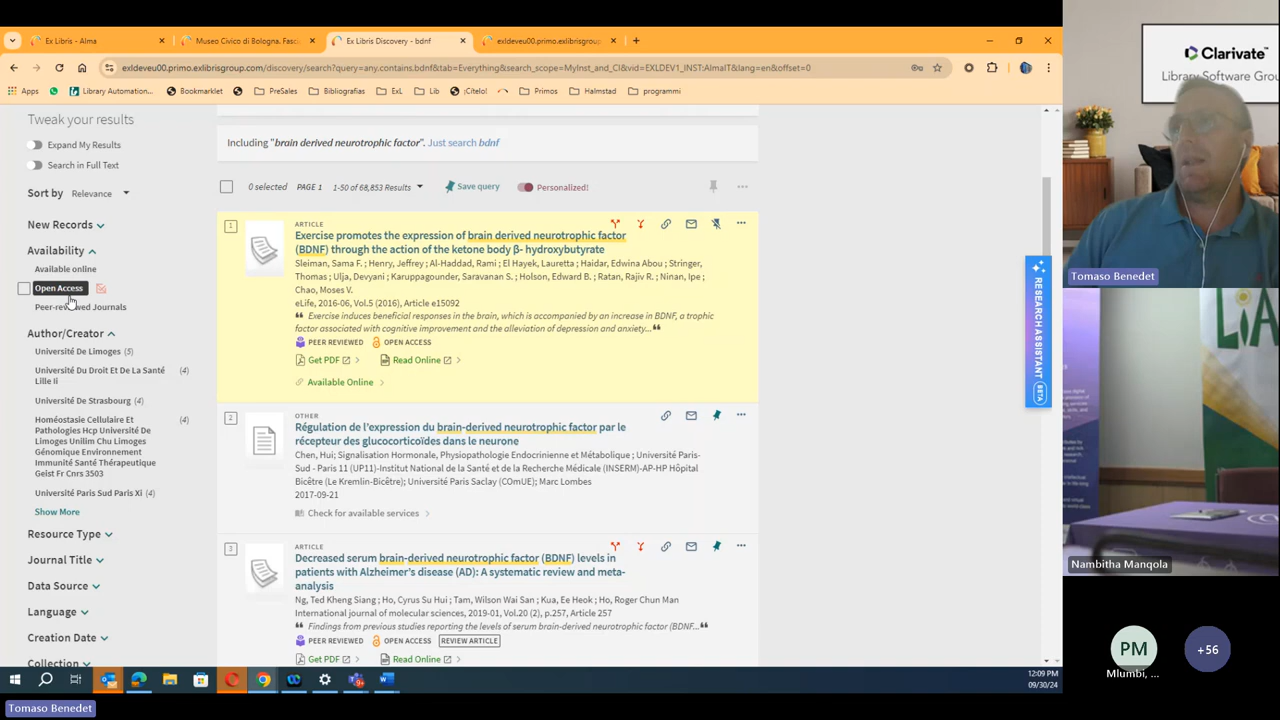 Ex Libris - Alma
Museo Civico di Bologna. Fasc
Ex Libris Discovery - bdnf
exldeveu00.primo.exlibrisgroup
exldeveu00.primo.exlibrisgroup.com/discovery/search?query=any,contains,bdnf&tab=Everything&search_scope=MyInst_and_CI&vid=EXLDEV1_INST:AlmaIT&lang=en&offset=0
Apps
Library Automation...
PreSales
Bibliografias
ExL
Lib
¡Cítelo!
Primos
Halmstad
programmi
Tweak your results
Expand My Results
Search in Full Text
Sort by Relevance
New Records
Availability
Available online
Open Access
Peer-reviewed Journals
Author/Creator
Université De Limoges (5)
Université Du Droit Et De La Santé (4)
Lille Ii
Université De Strasbourg (4)
Homéostasie Cellulaire Et (4)
Pathologies Hcp Université De
Limoges Unilim Chu Limoges
Génomique Environnement
Immunité Santé Thérapeutique
Geist Fr Cnrs 3503
Université Paris Sud Paris Xi (4)
Show More
Resource Type
Journal Title
Data Source
Language
Creation Date
Collection
Including "brain derived neurotrophic factor". Just search bdnf
0 selected PAGE 1 1-50 of 68,853 Results Save query Personalized!
1
ARTICLE
Exercise promotes the expression of brain derived neurotrophic factor
(BDNF) through the action of the ketone body β- hydroxybutyrate
Sleiman, Sama F. ; Henry, Jeffrey ; Al-Haddad, Rami ; El Hayek, Lauretta ; Haidar, Edwina Abou ; Stringer,
Thomas ; Ulja, Devyani ; Karuppagounder, Saravanan S. ; Holson, Edward B. ; Ratan, Rajiv R. ; Ninan, Ipe ;
Chao, Moses V.
eLife, 2016-06, Vol.5 (2016), Article e15092
❝ Exercise induces beneficial responses in the brain, which is accompanied by an increase in BDNF, a trophic
factor associated with cognitive improvement and the alleviation of depression and anxiety... ❞
PEER REVIEWED OPEN ACCESS
Get PDF Read Online
Available Online
2
OTHER
Régulation de l'expression du brain-derived neurotrophic factor par le
récepteur des glucocorticoïdes dans le neurone
Chen, Hui; Signalisation Hormonale, Physiopathologie Endocrinienne et Métabolique ; Université Paris-
Sud - Paris 11 (UP11)-Institut National de la Santé et de la Recherche Médicale (INSERM)-AP-HP Hôpital
Bicêtre (Le Kremlin-Bicêtre); Université Paris Saclay (COmUE); Marc Lombes
2017-09-21
Check for available services
3
ARTICLE
Decreased serum brain-derived neurotrophic factor (BDNF) levels in
patients with Alzheimer's disease (AD): A systematic review and meta-
analysis
Ng, Ted Kheng Siang ; Ho, Cyrus Su Hui ; Tam, Wilson Wai San ; Kua, Ee Heok ; Ho, Roger Chun Man
International journal of molecular sciences, 2019-01, Vol.20 (2), p.257, Article 257
❝ Findings from previous studies reporting the levels of serum brain-derived neurotrophic factor (BDNF... ❞
PEER REVIEWED OPEN ACCESS REVIEW ARTICLE
Get PDF Read Online
RESEARCH ASSISTANT
BETA
12:09 PM
09/30/24
Tomaso Benedet
Clarivate
Library Software Grou
Tomaso Benedet
LiA
Nambitha Manqola
PM
Mlumbi, ...
+56